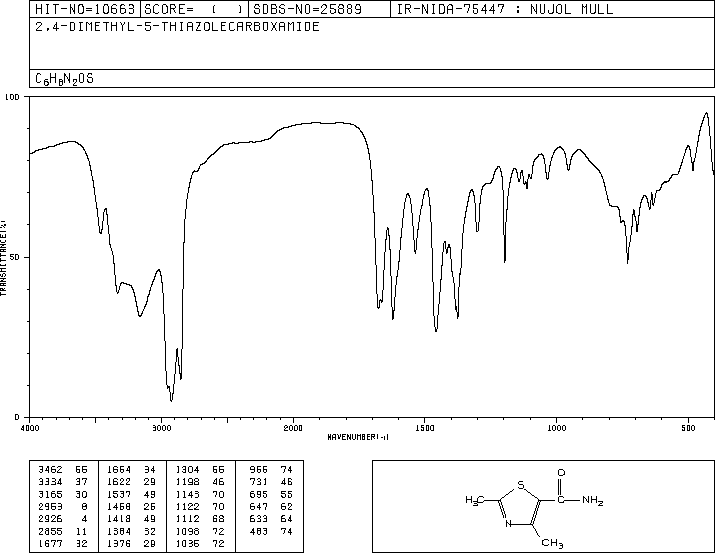 HIT-NO=10663 SCORE= ( ) SDBS-NO=25889 IR-NIDA-75447 : NUJOL MULL
2,4-DIMETHYL-5-THIAZOLECARBOXAMIDE
C6H8N2OS
100
50
0
TRANSMITTANCE(%)
4000 3000 2000 1500 1000 500
WAVENUMBER(-1)
3462 55 1664 34 1304 55 966 74
3334 37 1622 29 1198 46 731 46
3165 30 1537 49 1143 70 695 55
2953 8 1458 26 1122 70 647 62
2926 4 1418 49 1112 68 633 64
2855 11 1384 32 1098 72 483 74
1677 32 1376 29 1035 72
O
S
C
NH2
H3C
N
CH3